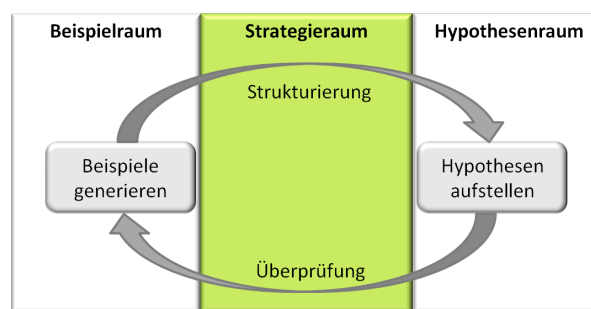 Beispielraum
Strategieraum
Hypothesenraum
Strukturierung
Beispiele
generieren
Hypothesen
aufstellen
Überprüfung